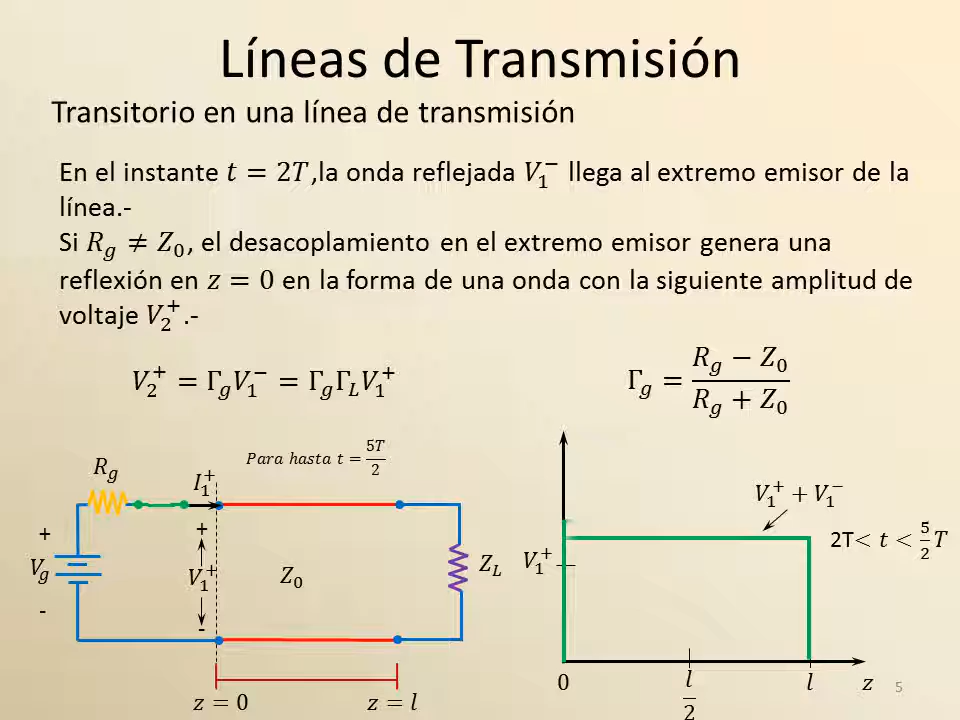 Líneas de Transmisión
Transitorio en una línea de transmisión
En el instante t = 2T,la onda reflejada V₁⁻ llega al extremo emisor de la
línea.-
Si R_g ≠ Z₀, el desacoplamiento en el extremo emisor genera una
reflexión en z = 0 en la forma de una onda con la siguiente amplitud de
voltaje V₂⁺.-
V₂⁺ = Γ_g V₁⁻ = Γ_g Γ_L V₁⁺
Γ_g = (R_g − Z₀)/(R_g + Z₀)
Para hasta t = 5T/2
R_g
I₁⁺
+
V_g
-
+
V₁⁺
-
Z₀
Z_L
z = 0
z = l
V₁⁺ + V₁⁻
2T< t < 5/2 T
V₁⁺
0
l/2
l
z
5